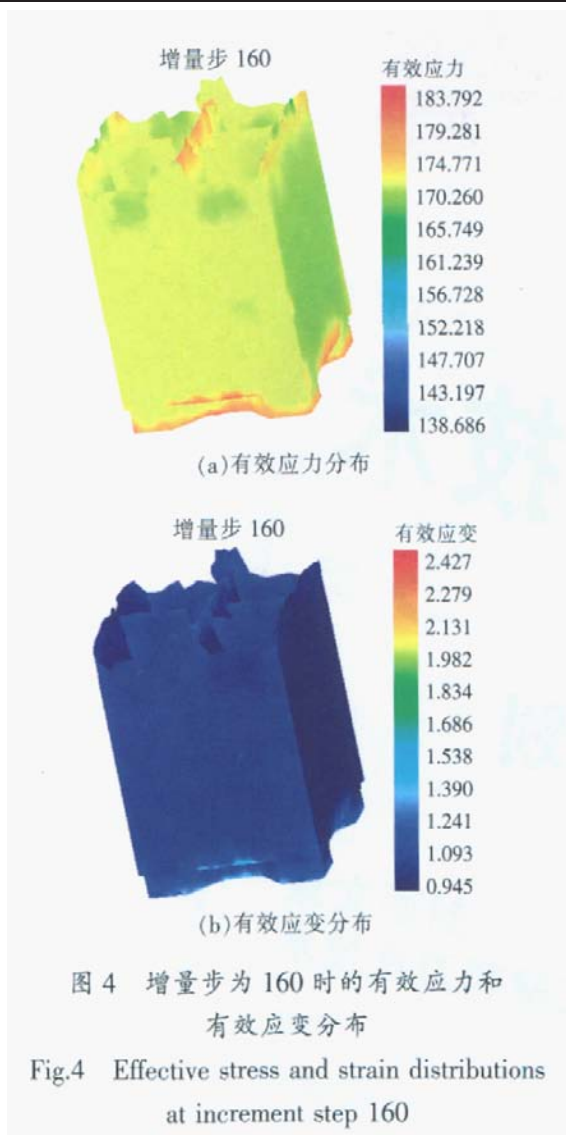 增量步 160
有效应力
183.792
179.281
174.771
170.260
165.749
161.239
156.728
152.218
147.707
143.197
138.686
(a)有效应力分布
增量步 160
有效应变
2.427
2.279
2.131
1.982
1.834
1.686
1.538
1.390
1.241
1.093
0.945
(b)有效应变分布
图 4 增量步为 160 时的有效应力和
有效应变分布
Fig.4 Effective stress and strain distributions
at increment step 160